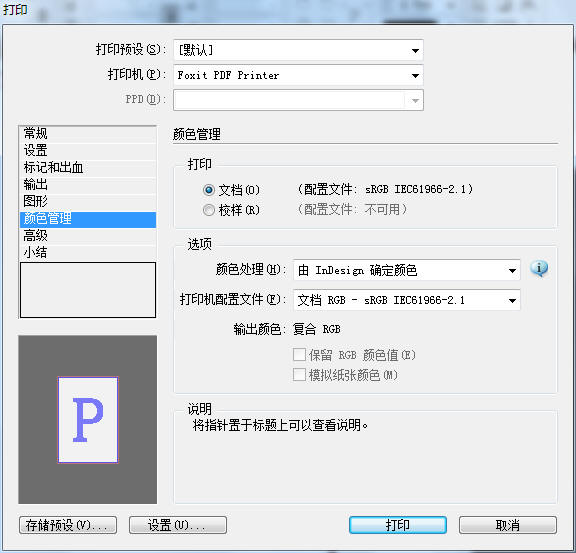 打印
打印预设(S): [默认]
打印机(P): Foxit PDF Printer
PPD(D):
常规
设置
标记和出血
输出
图形
颜色管理
高级
小结
颜色管理
打印
文档(O) (配置文件: sRGB IEC61966-2.1)
校样(R) (配置文件: 不可用)
选项
颜色处理(H): 由 InDesign 确定颜色
打印机配置文件(F): 文档 RGB - sRGB IEC61966-2.1
输出颜色: 复合 RGB
保留 RGB 颜色值(E)
模拟纸张颜色(M)
说明
将指针置于标题上可以查看说明。
P
存储预设(V)... 设置(U)... 打印 取消